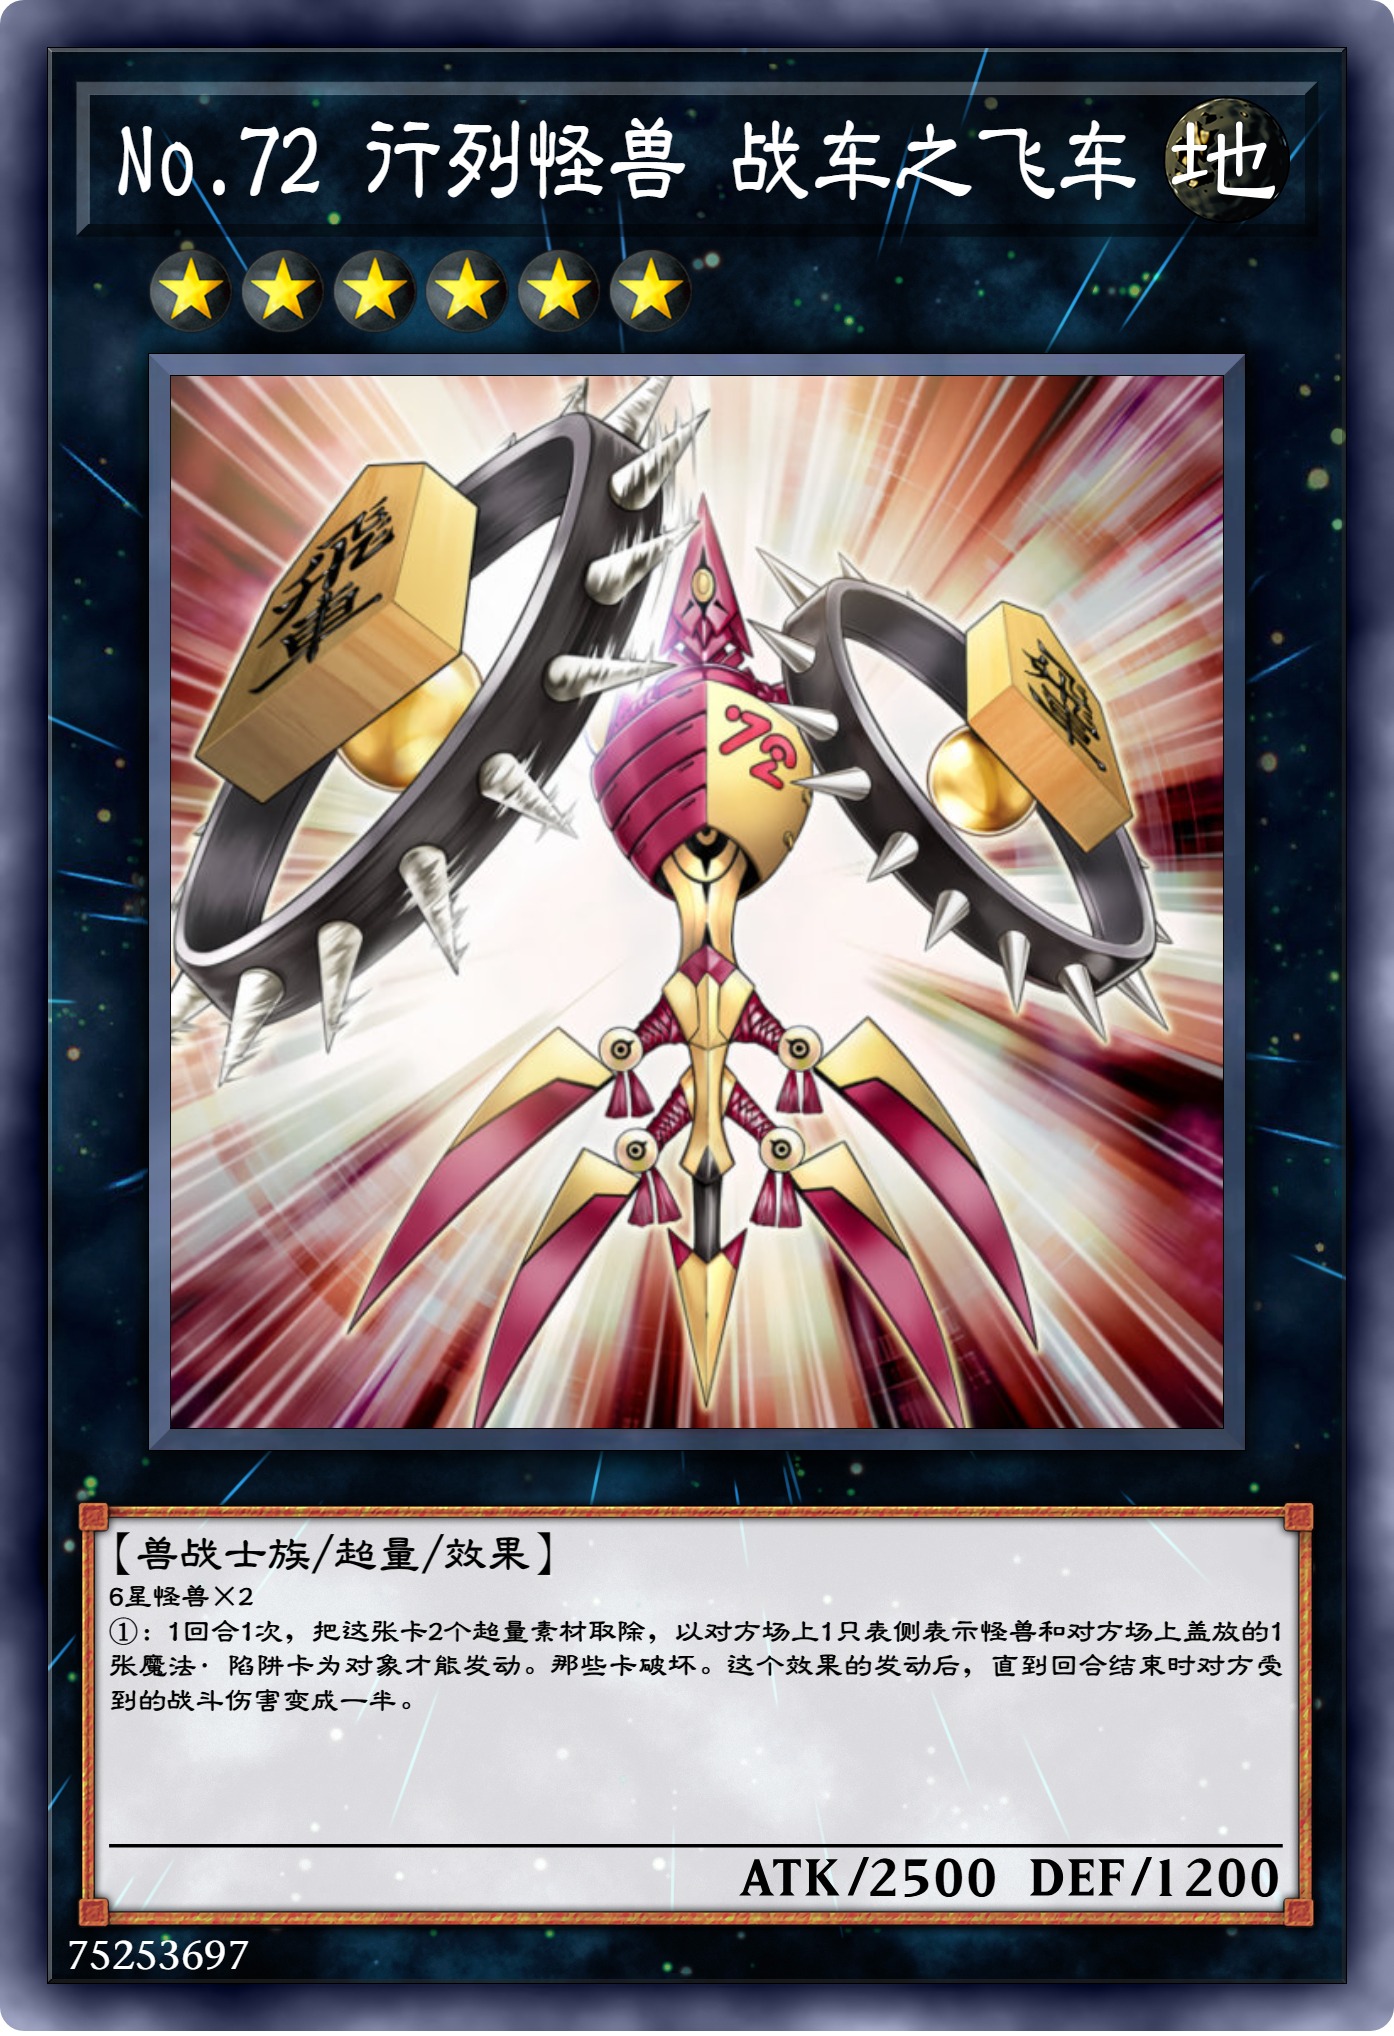 No.72 行列怪兽 战车之飞车 地
飛車
飛車
72
【兽战士族/超量/效果】
6星怪兽×2
①：1回合1次，把这张卡2个超量素材取除，以对方场上1只表侧表示怪兽和对方场上盖放的1
张魔法·陷阱卡为对象才能发动。那些卡破坏。这个效果的发动后，直到回合结束时对方受
到的战斗伤害变成一半。
ATK/2500 DEF/1200
75253697